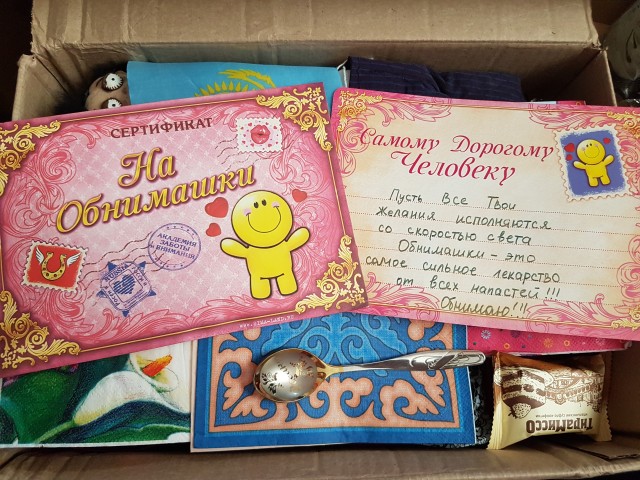 СЕРТИФИКАТ
На
Обнимашки
АКАДЕМИЯ
ЗАБОТЫ
ВНИМАНИЯ
Самому Дорогому
Человеку
Пусть Все Твои
Желания исполняются
со скоростью света
Обнимашки - это
самое сильное лекарство
от всех напастей!!!
Обнимаю!!!
ТираМиссО